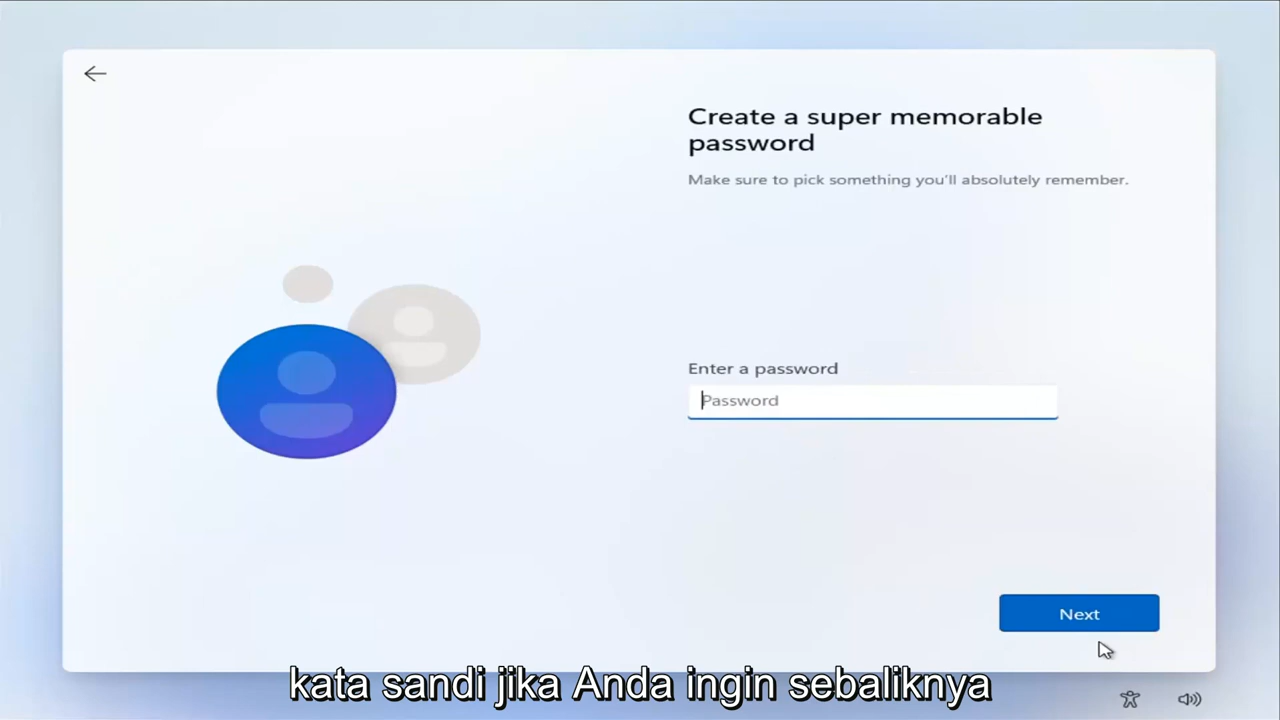 Create a super memorable
password
Make sure to pick something you'll absolutely remember.
Enter a password
Password
Next
kata sandi jika Anda ingin sebaliknya